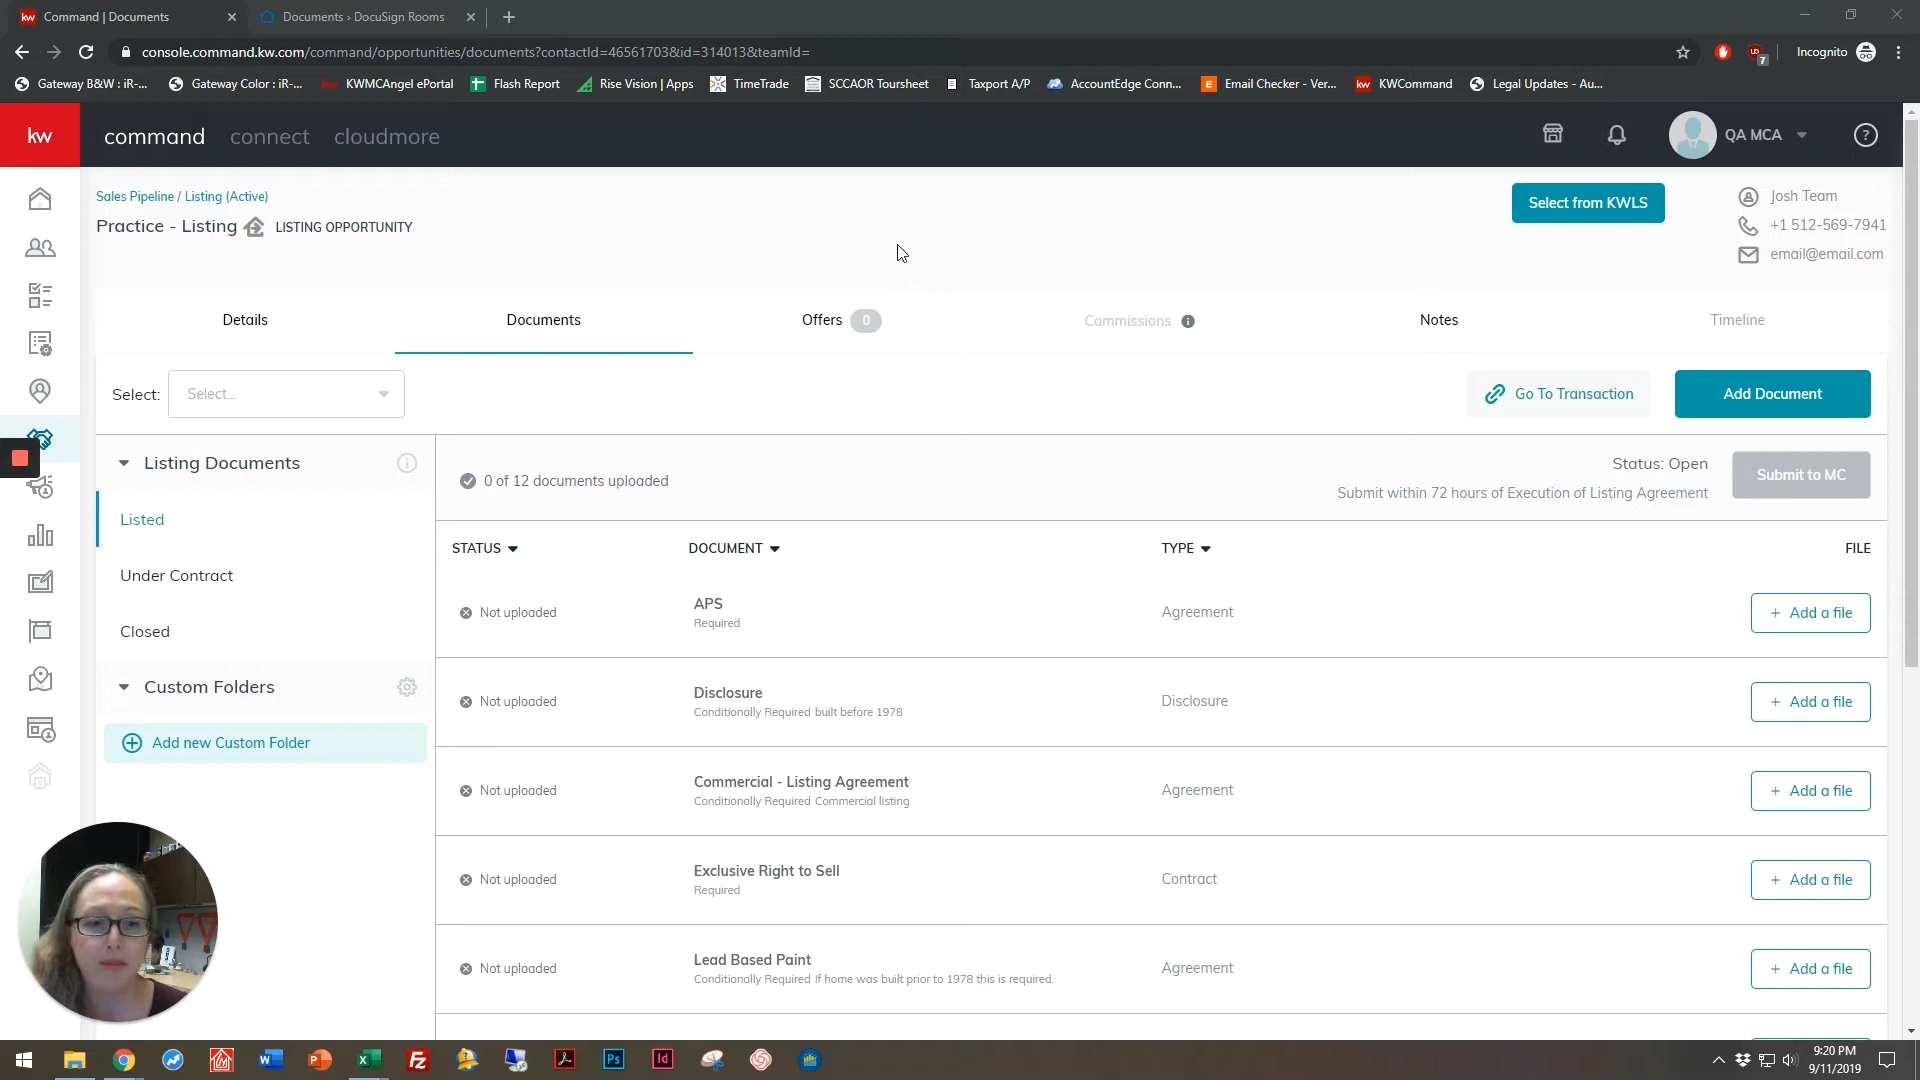 kw Command | Documents
Documents › DocuSign Rooms
console.command.kw.com/command/opportunities/documents?contactId=46561703&id=314013&teamId=
7
Incognito
Gateway B&W : iR-...
Gateway Color : iR-...
kw KWMCAngel ePortal
Flash Report
Rise Vision | Apps
TimeTrade
SCCAOR Toursheet
Taxport A/P
AccountEdge Conn...
E Email Checker - Ver...
kw KWCommand
Legal Updates - Au...
kw
command connect cloudmore
QA MCA
?
Sales Pipeline / Listing (Active)
Practice - Listing LISTING OPPORTUNITY
Select from KWLS
Josh Team
+1 512-569-7941
email@email.com
Details
Documents
Offers 0
Commissions
Notes
Timeline
Select: Select...
Go To Transaction
Add Document
Listing Documents
Listed
Under Contract
Closed
Custom Folders
Add new Custom Folder
0 of 12 documents uploaded
Status: Open
Submit within 72 hours of Execution of Listing Agreement
Submit to MC
STATUS DOCUMENT TYPE FILE
Not uploaded
APS
Required
Agreement
+ Add a file
Not uploaded
Disclosure
Conditionally Required built before 1978
Disclosure
+ Add a file
Not uploaded
Commercial - Listing Agreement
Conditionally Required Commercial listing
Agreement
+ Add a file
Not uploaded
Exclusive Right to Sell
Required
Contract
+ Add a file
Not uploaded
Lead Based Paint
Conditionally Required If home was built prior to 1978 this is required.
Agreement
+ Add a file
Ps
Id
9:20 PM
9/11/2019